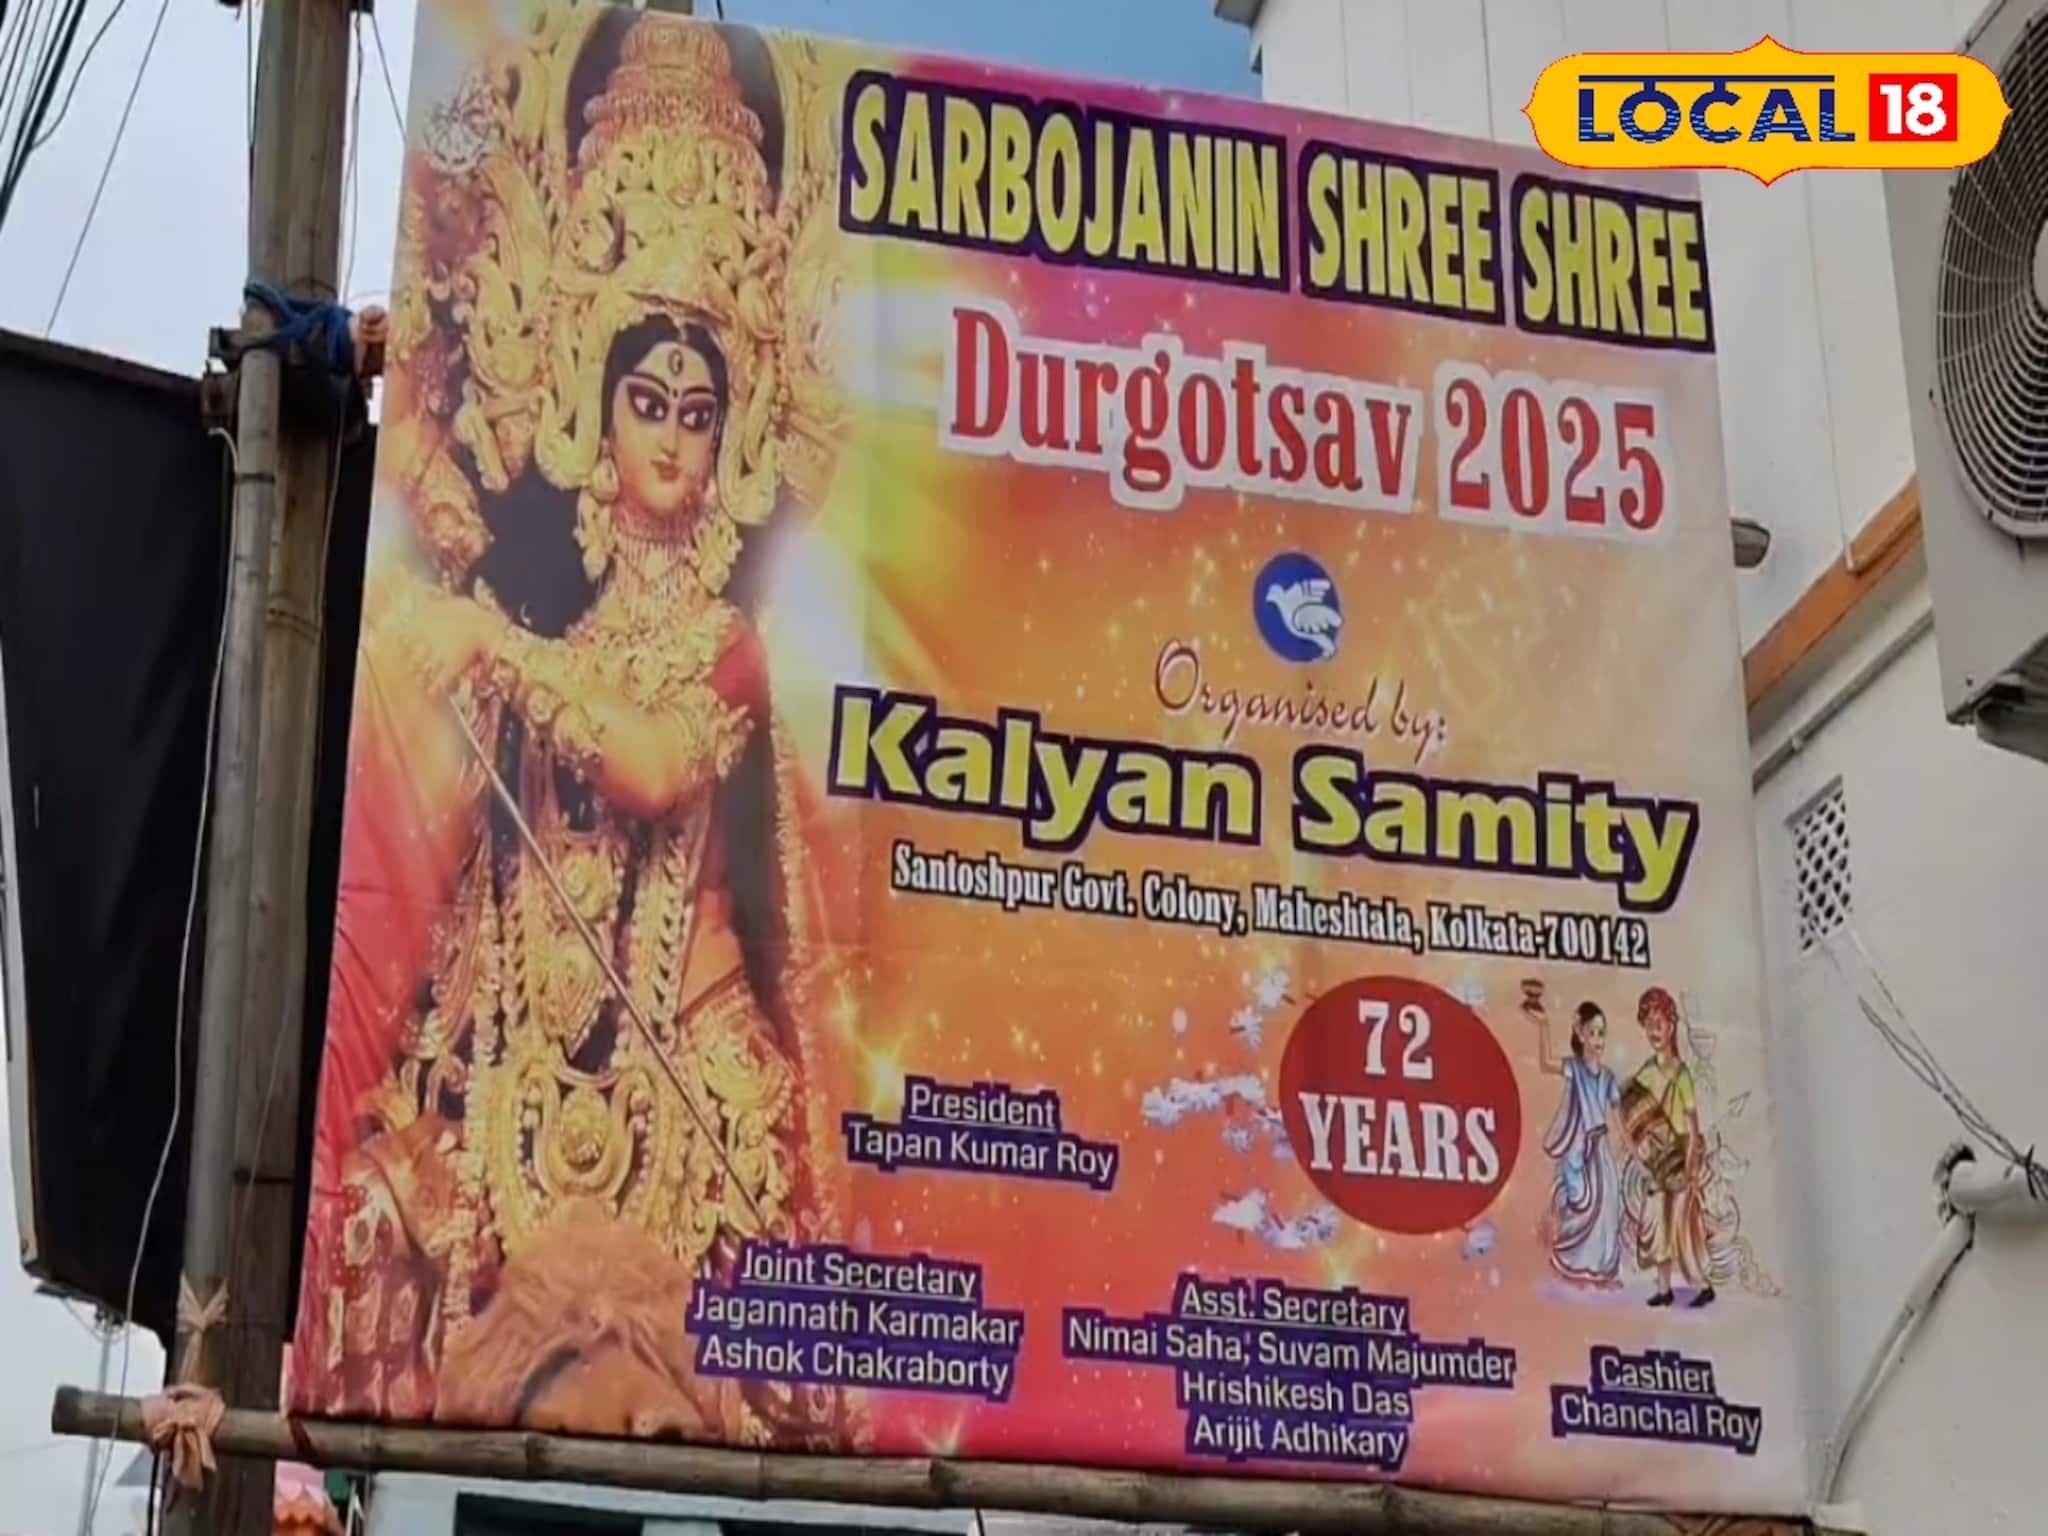 LOCAL 18
SARBOJANIN SHREE SHREE
Durgotsav 2025
Organised by:
Kalyan Samity
Santoshpur Govt. Colony, Maheshtala, Kolkata-700142
72
YEARS
President
Tapan Kumar Roy
Joint Secretary
Jagannath Karmakar
Ashok Chakraborty
Asst. Secretary
Nimai Saha, Suvam Majumder
Hrishikesh Das
Arijit Adhikary
Cashier
Chanchal Roy